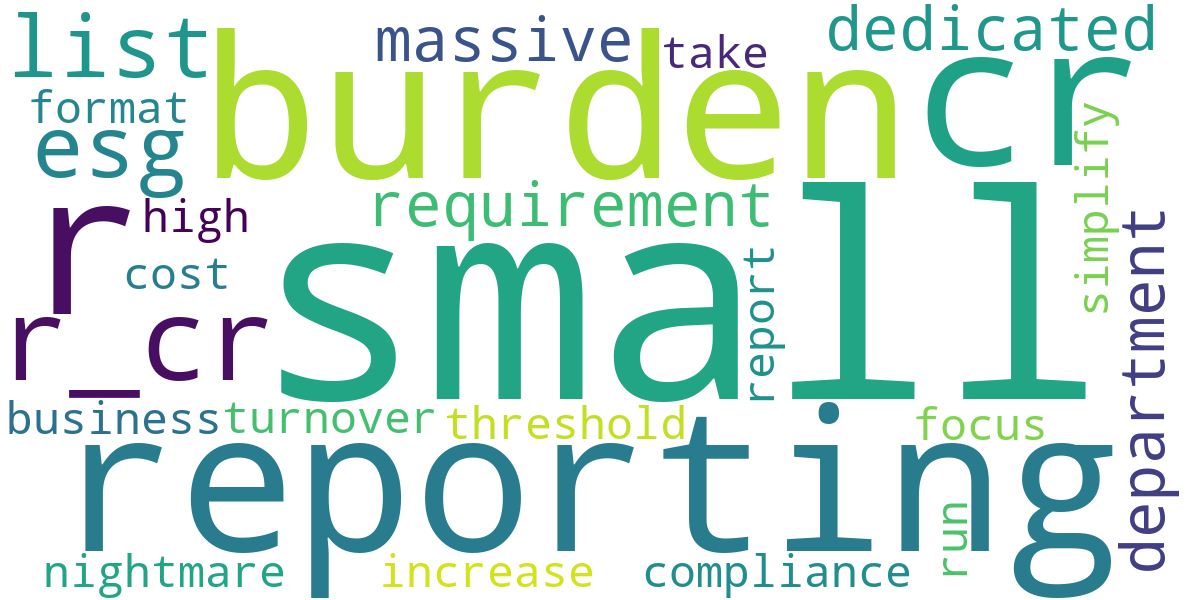 list
massive
take
dedicated
burden
cr
format
esg
simplify
r
high
requirement
small
department
cost
report
r_cr
business
turnover
threshold
focus
reporting
run
nightmare
increase
compliance